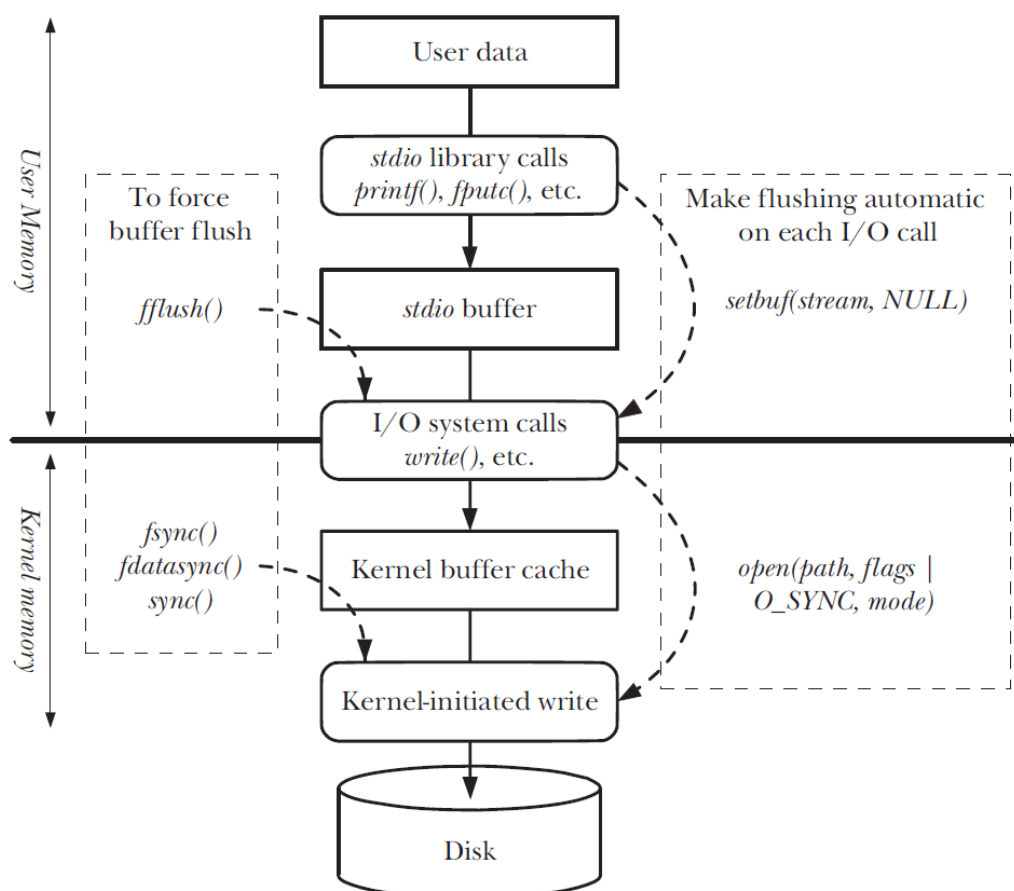 User data
stdio library calls
printf(), fputc(), etc.
User Memory
To force
buffer flush
fflush()
Make flushing automatic
on each I/O call
setbuf(stream, NULL)
stdio buffer
I/O system calls
write(), etc.
Kernel memory
fsync()
fdatasync()
sync()
Kernel buffer cache
open(path, flags |
O_SYNC, mode)
Kernel-initiated write
Disk